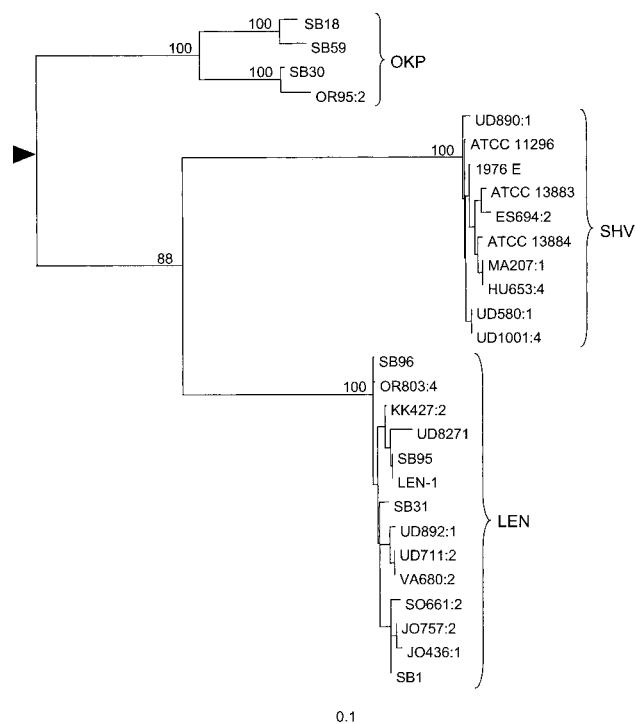 100
100
SB18
SB59
100
SB30
OR95:2
OKP
UD890:1
100
ATCC 11296
1976 E
ATCC 13883
ES694:2
ATCC 13884
MA207:1
HU653:4
UD580:1
UD1001:4
SHV
88
SB96
100
OR803:4
KK427:2
UD8271
SB95
LEN-1
SB31
UD892:1
UD711:2
VA680:2
SO661:2
JO757:2
JO436:1
SB1
LEN
0.1